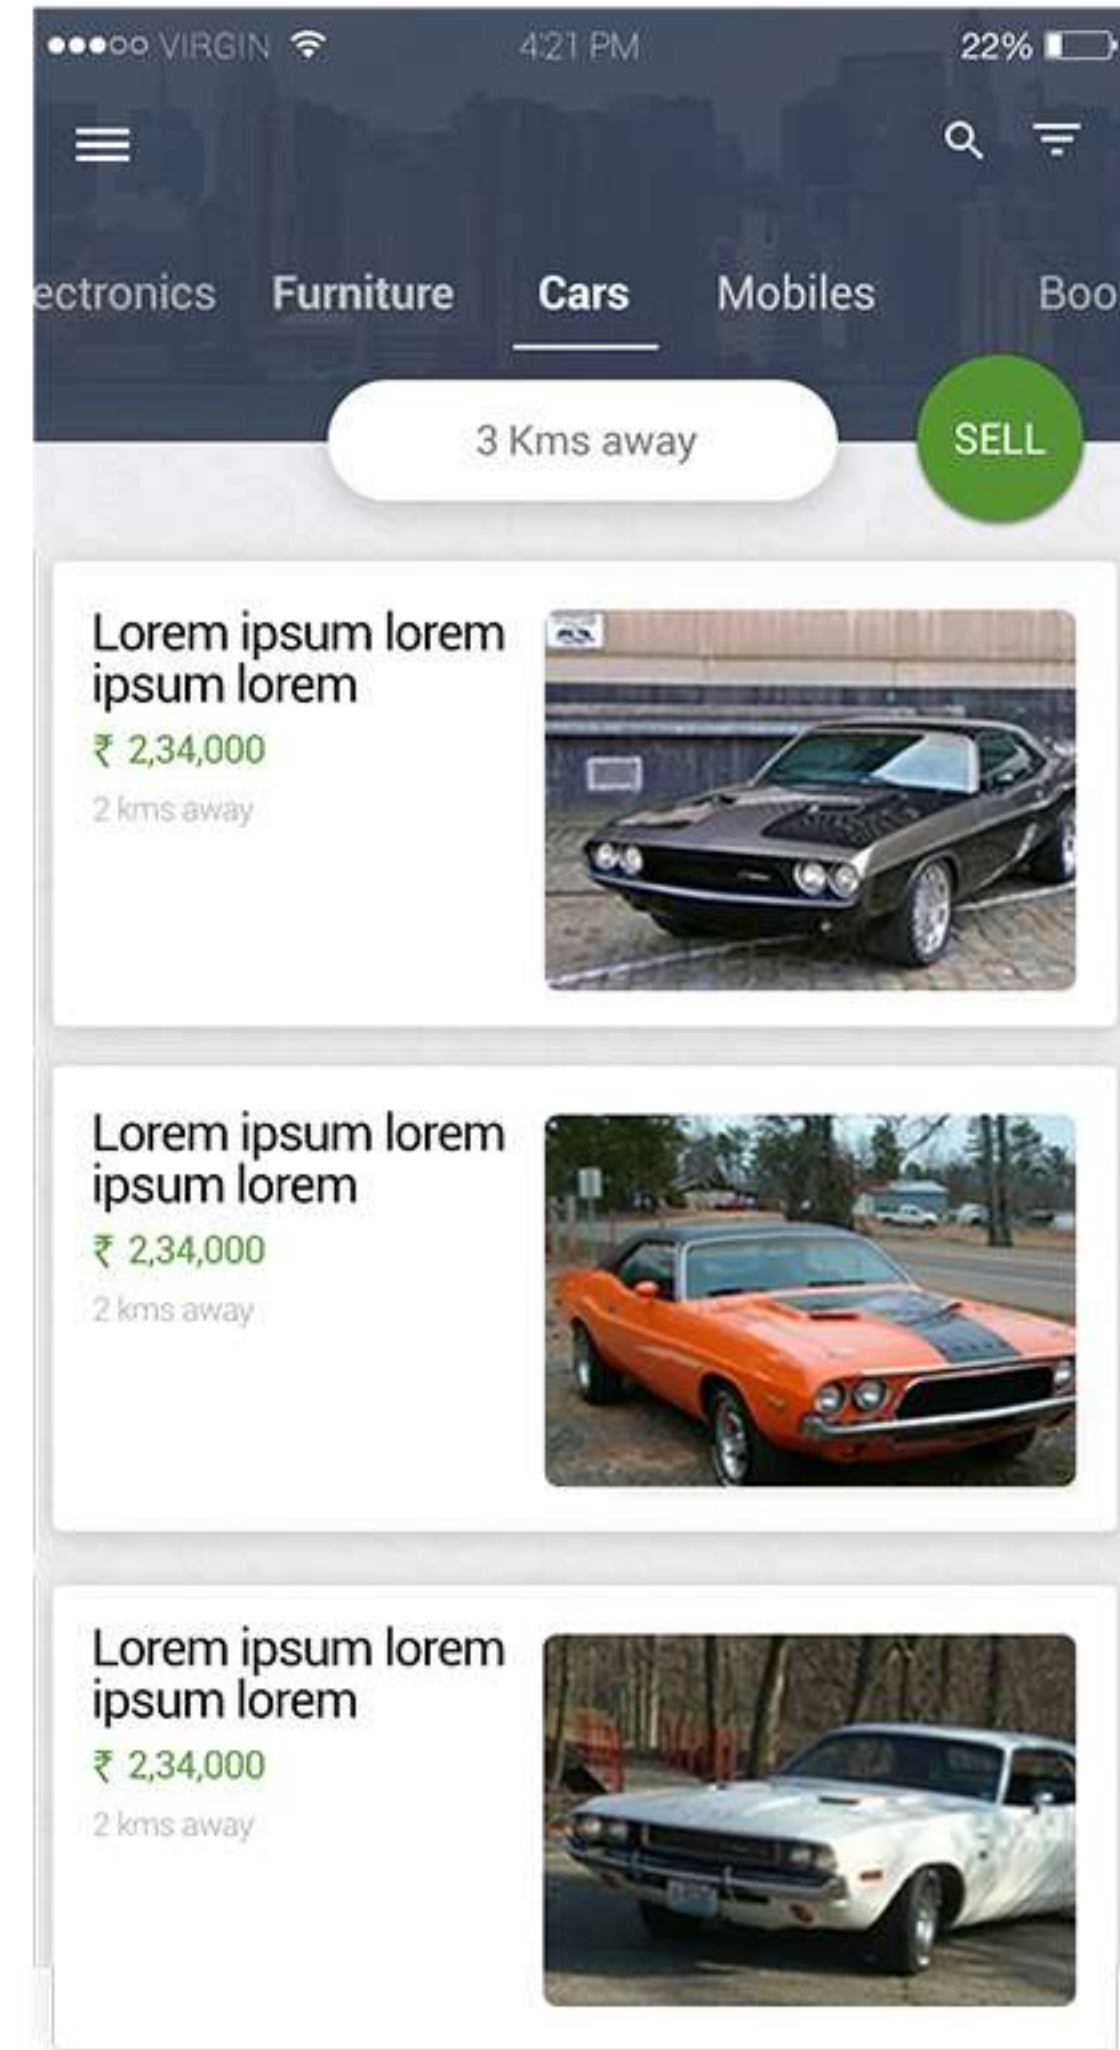 VIRGIN 4:21 PM 22%
ectronics Furniture Cars Mobiles Boo
3 Kms away
SELL
Lorem ipsum lorem
ipsum lorem
₹ 2,34,000
2 kms away
Lorem ipsum lorem
ipsum lorem
₹ 2,34,000
2 kms away
Lorem ipsum lorem
ipsum lorem
₹ 2,34,000
2 kms away